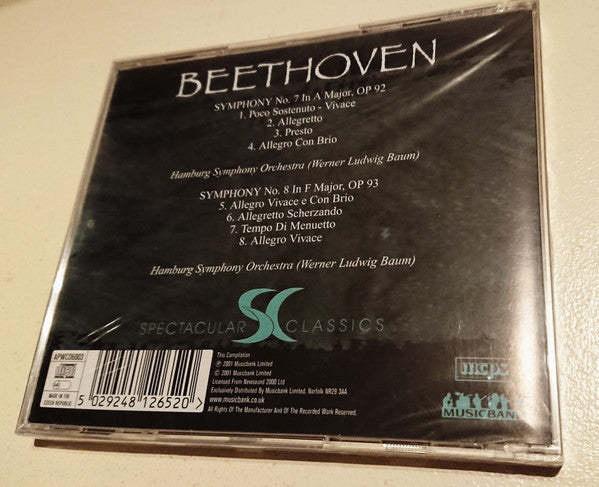 BEETHOVEN
SYMPHONY No. 7 In A Major, OP 92
1. Poco Sostenuto - Vivace
2. Allegretto
3. Presto
4. Allegro Con Brio
Hamburg Symphony Orchestra (Werner Ludwig Baum)
SYMPHONY No. 8 In F Major, OP 93
5. Allegro Vivace e Con Brio
6. Allegretto Scherzando
7. Tempo Di Menuetto
8. Allegro Vivace
Hamburg Symphony Orchestra (Werner Ludwig Baum)
SPECTACULAR SC CLASSICS
APWCD6003
MADE IN THE
CZECH REPUBLIC
5 029248 126520 >
This Compilation
℗ 2001 Musicbank Limited
© 2001 Musicbank Limited
Licensed From Newsound 2000 Ltd
Exclusively Distributed By Musicbank Limited. Norfolk NR29 3AA
www.musicbank.co.uk
All Rights Of The Manufacturer And Of The Recorded Work Reserved.
mcps
MUSICBANK